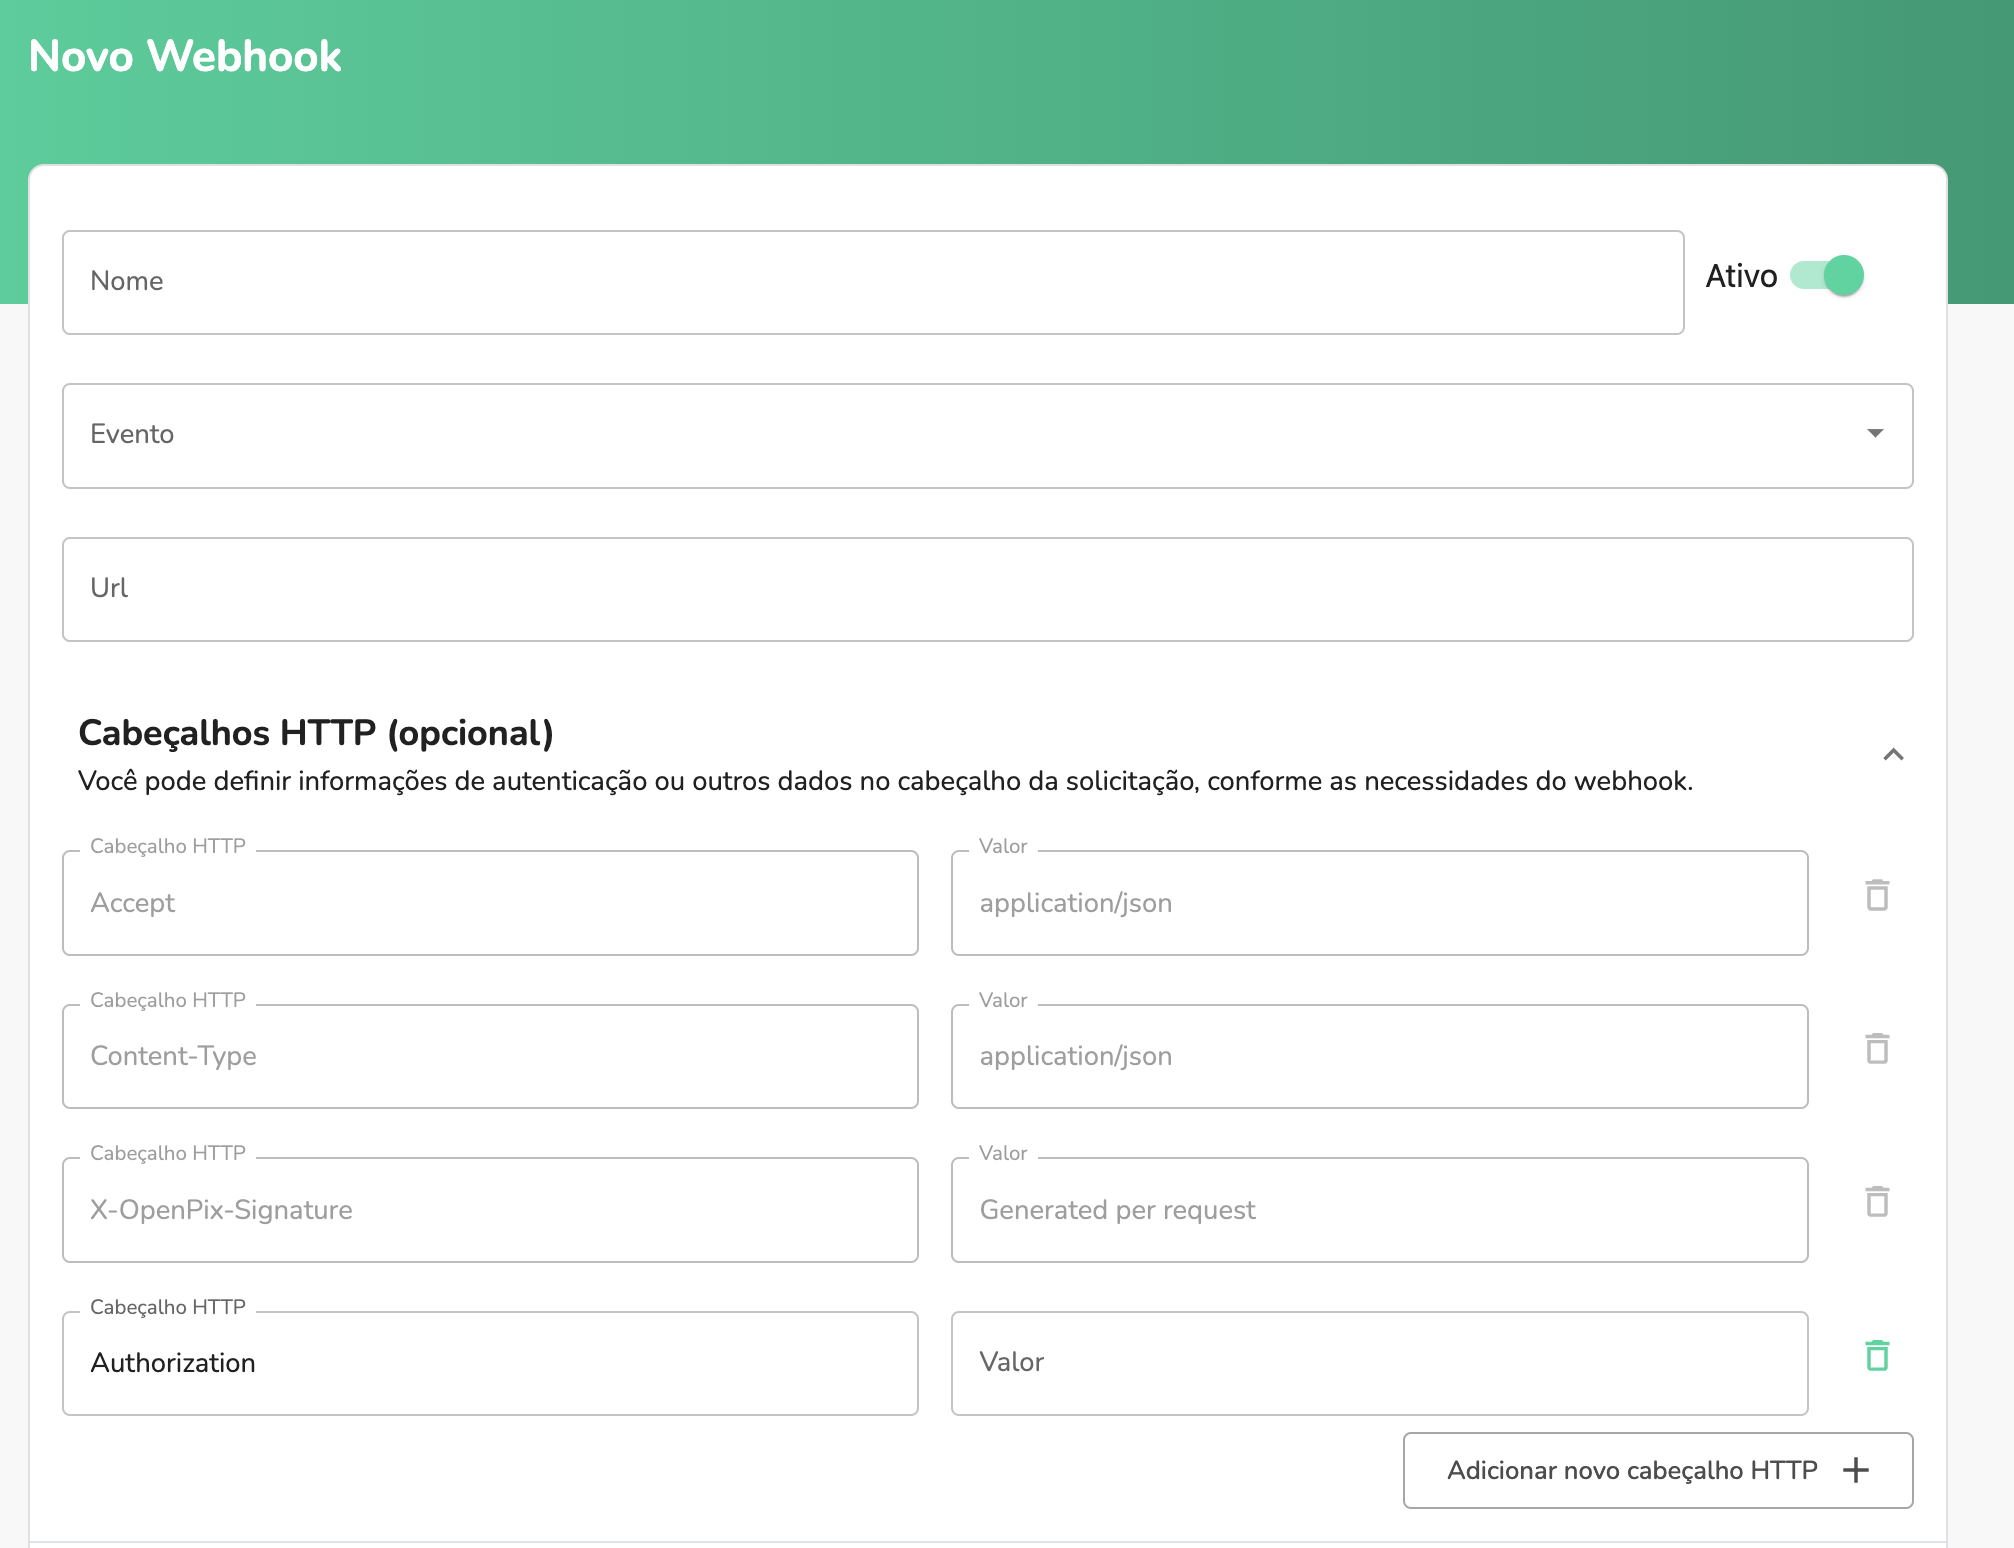 Novo Webhook
Nome
Ativo
Evento
Url
Cabeçalhos HTTP (opcional)
Você pode definir informações de autenticação ou outros dados no cabeçalho da solicitação, conforme as necessidades do webhook.
Cabeçalho HTTP
Accept
Valor
application/json
Cabeçalho HTTP
Content-Type
Valor
application/json
Cabeçalho HTTP
X-OpenPix-Signature
Valor
Generated per request
Cabeçalho HTTP
Authorization
Valor
Adicionar novo cabeçalho HTTP